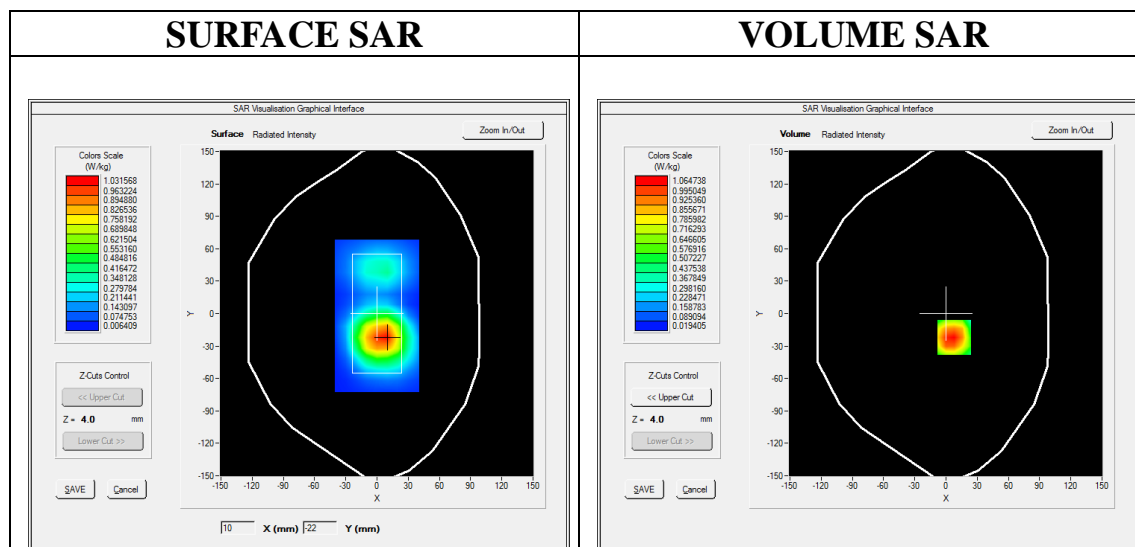 SURFACE SAR
VOLUME SAR
SAR Visualisation Graphical Interface
Surface Radiated Intensity
Zoom In/Out
Colors Scale
(W/kg)
1.031568
0.963224
0.894880
0.826536
0.758192
0.689848
0.621504
0.553160
0.484816
0.416472
0.348128
0.279784
0.211441
0.143097
0.074753
0.006409
150
120
90
60
30
0
-30
-60
-90
-120
-150
Y
-150 -120 -90 -60 -30 0 30 60 90 120 150
X
Z-Cuts Control
<< Upper Cut
Z = 4.0 mm
Lower Cut >>
SAVE Cancel
10 X (mm) -22 Y (mm)
SAR Visualisation Graphical Interface
Volume Radiated Intensity
Zoom In/Out
Colors Scale
(W/kg)
1.064738
0.995049
0.925360
0.855671
0.785982
0.716293
0.646605
0.576916
0.507227
0.437538
0.367849
0.298160
0.228471
0.158783
0.089094
0.019405
150
120
90
60
30
0
-30
-60
-90
-120
-150
Y
-150 -120 -90 -60 -30 0 30 60 90 120 150
X
Z-Cuts Control
<< Upper Cut
Z = 4.0 mm
Lower Cut >>
SAVE Cancel